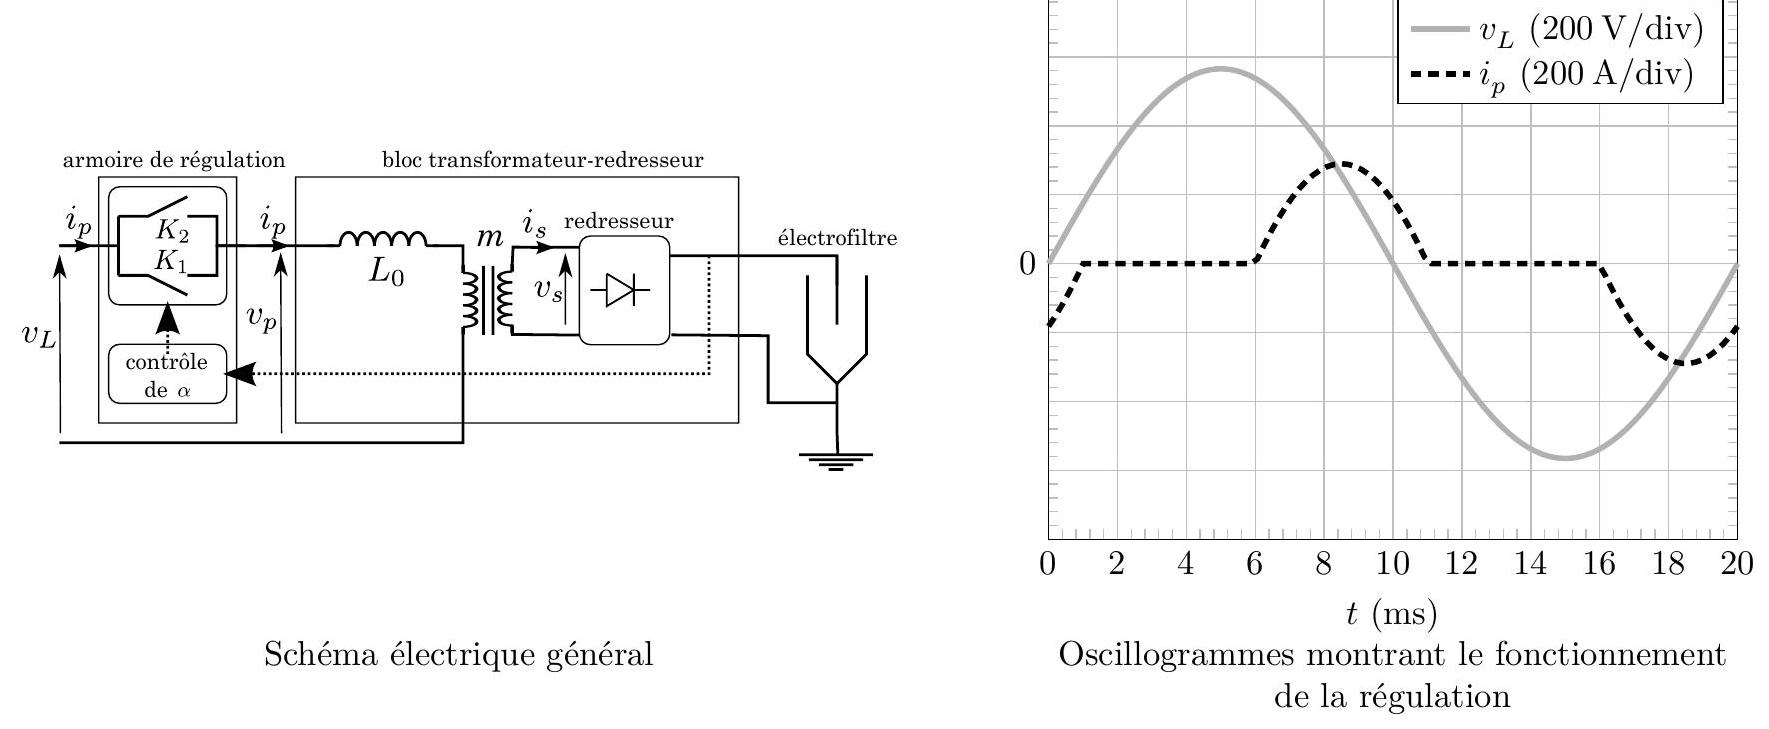 armoire de régulation
bloc transformateur-redresseur
i_p
K_2
K_1
i_p
L_0
m
i_s
redresseur
v_s
électrofiltre
v_L
v_p
contrôle
de α
Schéma électrique général
v_L (200 V/div)
i_p (200 A/div)
0
0 2 4 6 8 10 12 14 16 18 20
t (ms)
Oscillogrammes montrant le fonctionnement
de la régulation